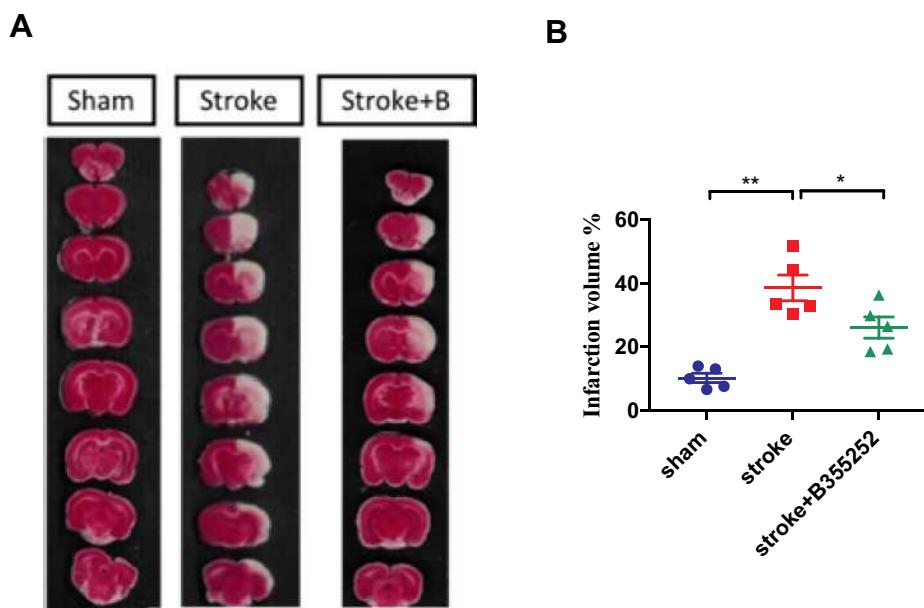 A
Sham
Stroke
Stroke+B
B
**
*
Infarction volume %
60
40
20
0
sham
stroke
stroke+B355252